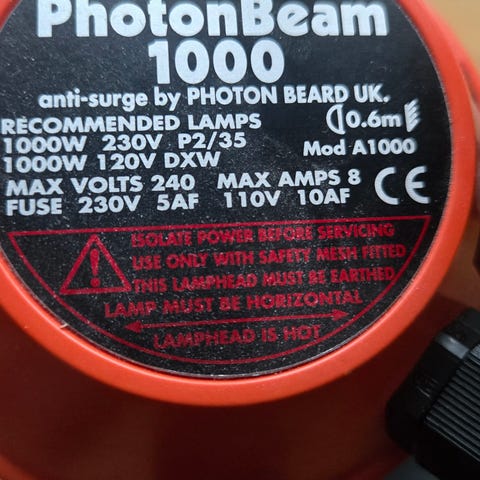 PhotonBeam
1000
anti-surge by PHOTON BEARD UK.
RECOMMENDED LAMPS 0.6m
1000W 230V P2/35 Mod A1000
1000W 120V DXW
MAX VOLTS 240 MAX AMPS 8 CE
FUSE 230V 5AF 110V 10AF
ISOLATE POWER BEFORE SERVICING
USE ONLY WITH SAFETY MESH FITTED
THIS LAMPHEAD MUST BE EARTHED
LAMP MUST BE HORIZONTAL
LAMPHEAD IS HOT